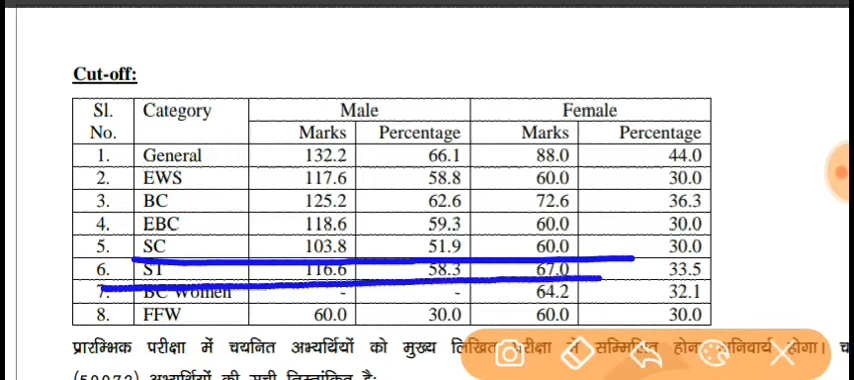 Cut-off:
Sl. No. Category Male Female
Marks Percentage Marks Percentage
1. General 132.2 66.1 88.0 44.0
2. EWS 117.6 58.8 60.0 30.0
3. BC 125.2 62.6 72.6 36.3
4. EBC 118.6 59.3 60.0 30.0
5. SC 103.8 51.9 60.0 30.0
6. ST 116.6 58.3 67.0 33.5
7. BC Women - - 64.2 32.1
8. FFW 60.0 30.0 60.0 30.0
प्रारम्भिक परीक्षा में चयनित अभ्यर्थियों को मुख्य लिखित परीक्षा में सम्मिलित होना अनिवार्य होगा। च